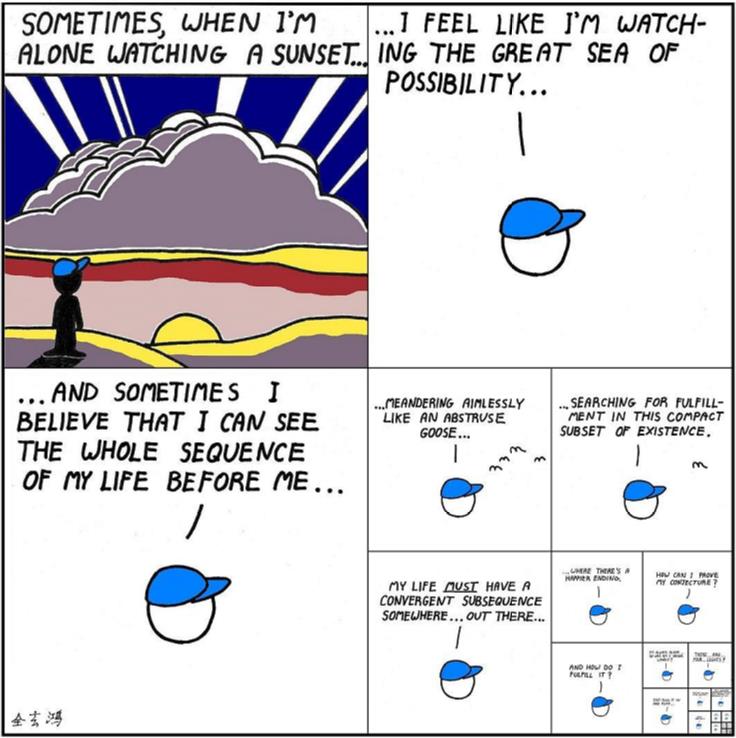 SOMETIMES, WHEN I'M
ALONE WATCHING A SUNSET...
...I FEEL LIKE I'M WATCH-
ING THE GREAT SEA OF
POSSIBILITY...
...AND SOMETIMES I
BELIEVE THAT I CAN SEE
THE WHOLE SEQUENCE
OF MY LIFE BEFORE ME...
...MEANDERING AIMLESSLY
LIKE AN ABSTRUSE
GOOSE...
...SEARCHING FOR FULFILL-
MENT IN THIS COMPACT
SUBSET OF EXISTENCE.
MY LIFE MUST HAVE A
CONVERGENT SUBSEQUENCE
SOMEWHERE...OUT THERE...
...WHERE THERE'S A
HAPPIER ENDING.
HOW CAN I PROVE
MY CONJECTURE?
AND HOW DO I
FULFILL IT?
全玄鴻